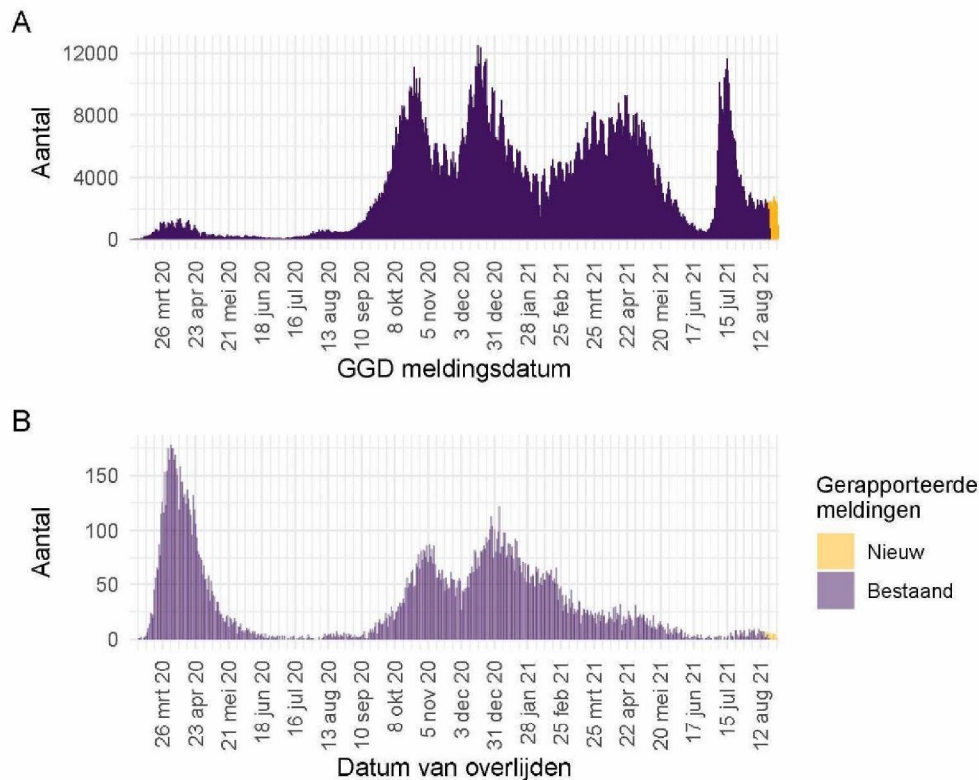 A
12000
8000
4000
0
Aantal
26 mrt 20
23 apr 20
21 mei 20
18 jun 20
16 jul 20
13 aug 20
10 sep 20
8 okt 20
5 nov 20
3 dec 20
31 dec 20
28 jan 21
25 feb 21
25 mrt 21
22 apr 21
20 mei 21
17 jun 21
15 jul 21
12 aug 21
GGD meldingsdatum
B
150
100
50
0
Aantal
26 mrt 20
23 apr 20
21 mei 20
18 jun 20
16 jul 20
13 aug 20
10 sep 20
8 okt 20
5 nov 20
3 dec 20
31 dec 20
28 jan 21
25 feb 21
25 mrt 21
22 apr 21
20 mei 21
17 jun 21
15 jul 21
12 aug 21
Datum van overlijden
Gerapporteerde
meldingen
Nieuw
Bestaand